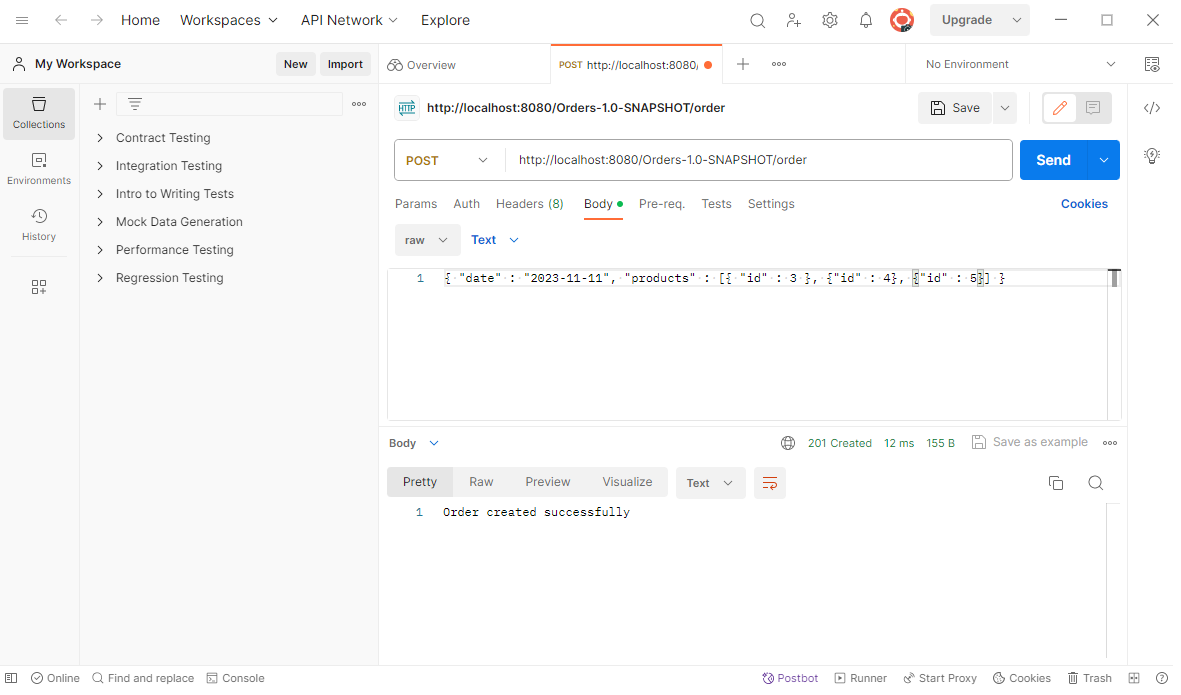 Home Workspaces API Network Explore Upgrade
My Workspace New Import Overview POST http://localhost:8080/ No Environment
Collections
Environments
History
Contract Testing
Integration Testing
Intro to Writing Tests
Mock Data Generation
Performance Testing
Regression Testing
HTTP http://localhost:8080/Orders-1.0-SNAPSHOT/order Save
POST http://localhost:8080/Orders-1.0-SNAPSHOT/order Send
Params Auth Headers (8) Body Pre-req. Tests Settings Cookies
raw Text
1 { "date" : "2023-11-11", "products" : [{ "id" : 3 }, {"id" : 4}, {"id" : 5}] }
Body 201 Created 12 ms 155 B Save as example
Pretty Raw Preview Visualize Text
1 Order created successfully
Online Find and replace Console Postbot Runner Start Proxy Cookies Trash